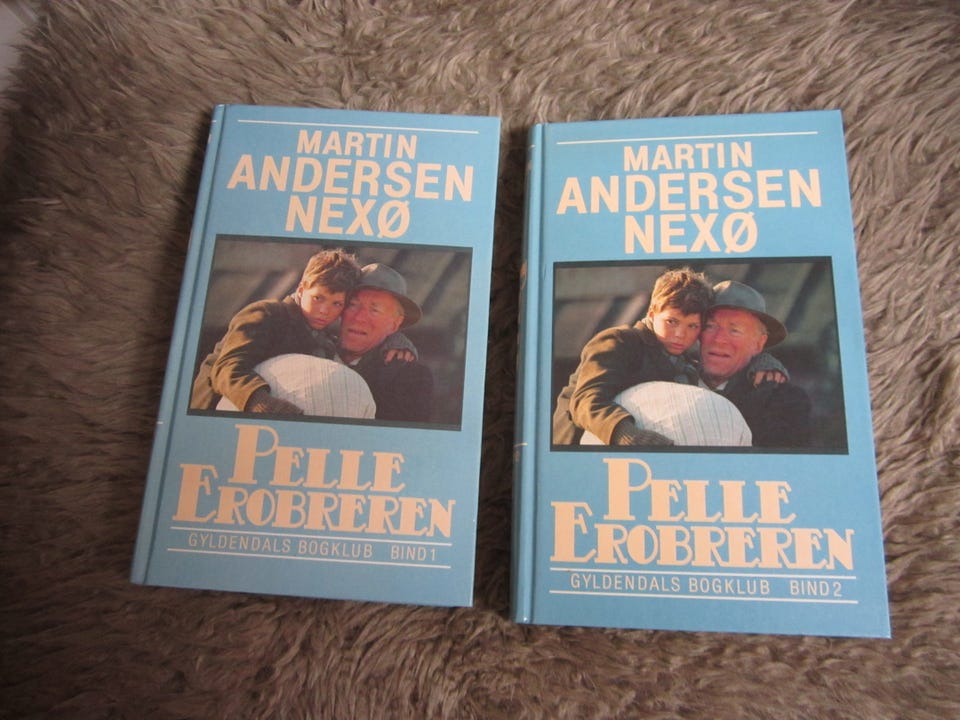 MARTIN
ANDERSEN
NEXØ
PELLE
EROBREREN
GYLDENDALS BOGKLUB BIND 1
MARTIN
ANDERSEN
NEXØ
PELLE
EROBREREN
GYLDENDALS BOGKLUB BIND 2